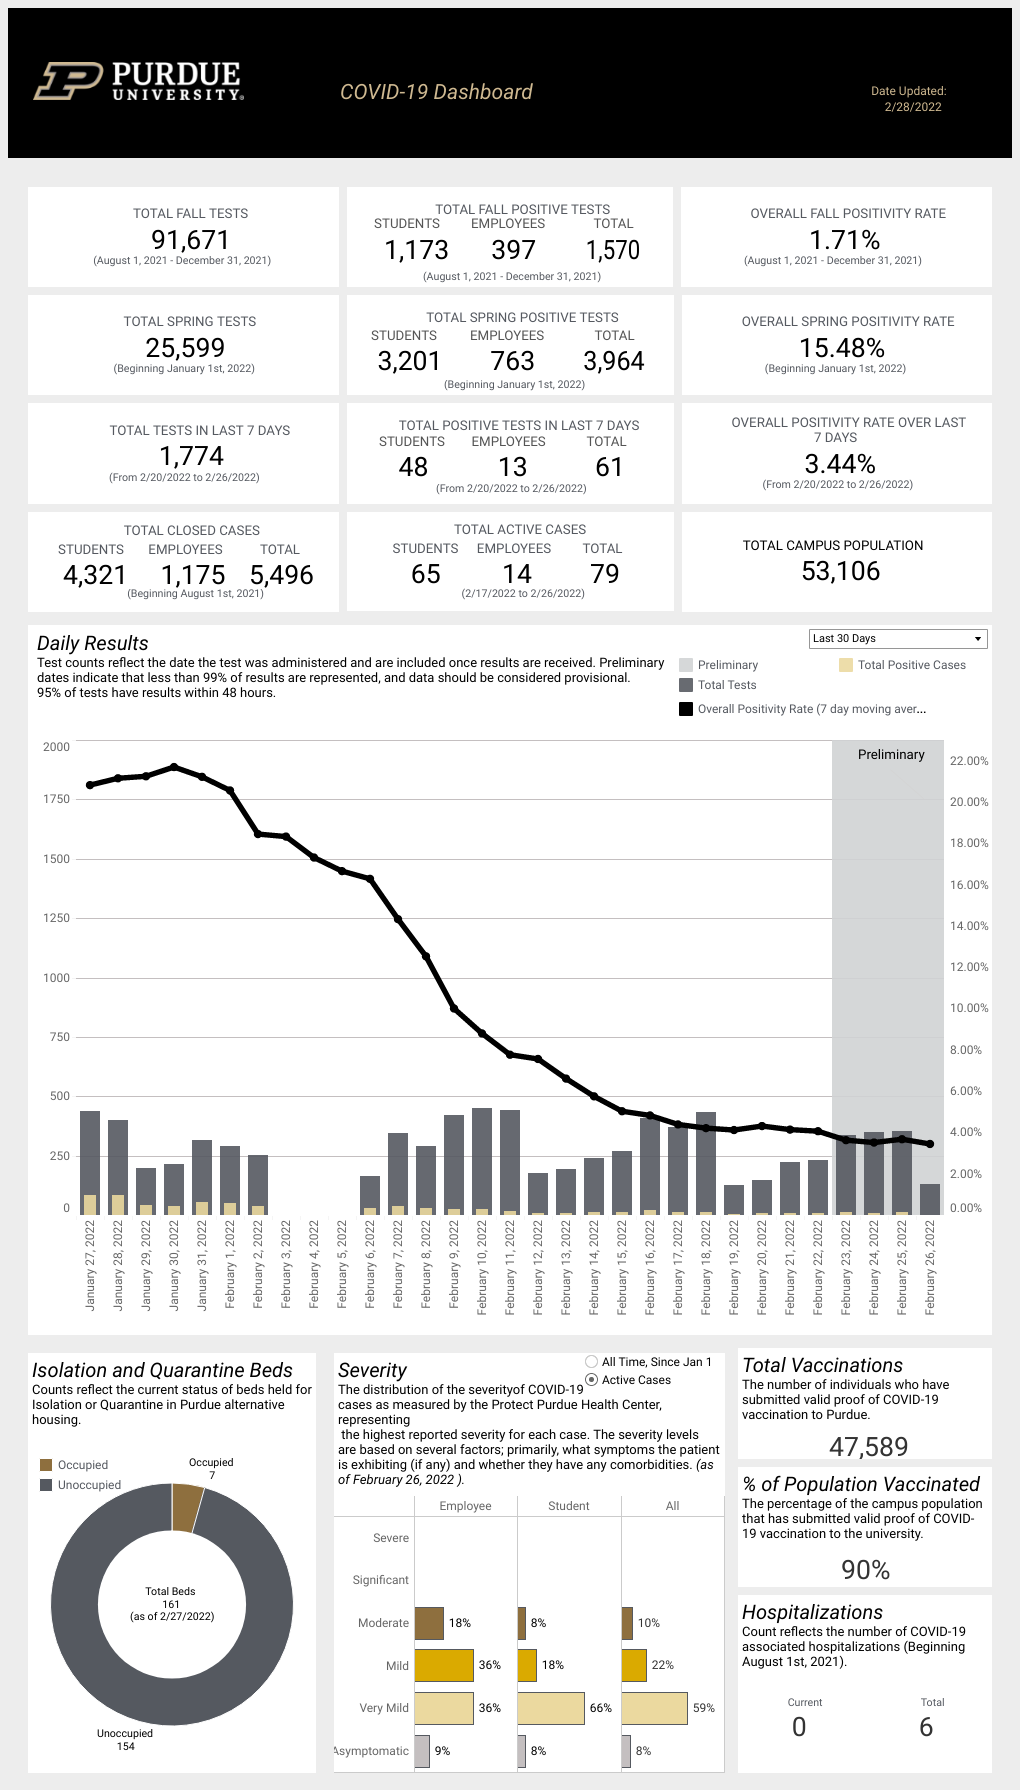 PURDUE
UNIVERSITY®
COVID-19 Dashboard
Date Updated:
2/28/2022
TOTAL FALL TESTS
91,671
(August 1, 2021 - December 31, 2021)
TOTAL FALL POSITIVE TESTS
STUDENTS EMPLOYEES TOTAL
1,173 397 1,570
(August 1, 2021 - December 31, 2021)
OVERALL FALL POSITIVITY RATE
1.71%
(August 1, 2021 - December 31, 2021)
TOTAL SPRING TESTS
25,599
(Beginning January 1st, 2022)
TOTAL SPRING POSITIVE TESTS
STUDENTS EMPLOYEES TOTAL
3,201 763 3,964
(Beginning January 1st, 2022)
OVERALL SPRING POSITIVITY RATE
15.48%
(Beginning January 1st, 2022)
TOTAL TESTS IN LAST 7 DAYS
1,774
(From 2/20/2022 to 2/26/2022)
TOTAL POSITIVE TESTS IN LAST 7 DAYS
STUDENTS EMPLOYEES TOTAL
48 13 61
(From 2/20/2022 to 2/26/2022)
OVERALL POSITIVITY RATE OVER LAST
7 DAYS
3.44%
(From 2/20/2022 to 2/26/2022)
TOTAL CLOSED CASES
STUDENTS EMPLOYEES TOTAL
4,321 1,175 5,496
(Beginning August 1st, 2021)
TOTAL ACTIVE CASES
STUDENTS EMPLOYEES TOTAL
65 14 79
(2/17/2022 to 2/26/2022)
TOTAL CAMPUS POPULATION
53,106
Daily Results
Test counts reflect the date the test was administered and are included once results are received. Preliminary
dates indicate that less than 99% of results are represented, and data should be considered provisional.
95% of tests have results within 48 hours.
Last 30 Days
Preliminary
Total Positive Cases
Total Tests
Overall Positivity Rate (7 day moving aver...
Preliminary
2000
1750
1500
1250
1000
750
500
250
0
22.00%
20.00%
18.00%
16.00%
14.00%
12.00%
10.00%
8.00%
6.00%
4.00%
2.00%
0.00%
January 27, 2022
January 28, 2022
January 29, 2022
January 30, 2022
January 31, 2022
February 1, 2022
February 2, 2022
February 3, 2022
February 4, 2022
February 5, 2022
February 6, 2022
February 7, 2022
February 8, 2022
February 9, 2022
February 10, 2022
February 11, 2022
February 12, 2022
February 13, 2022
February 14, 2022
February 15, 2022
February 16, 2022
February 17, 2022
February 18, 2022
February 19, 2022
February 20, 2022
February 21, 2022
February 22, 2022
February 23, 2022
February 24, 2022
February 25, 2022
February 26, 2022
Isolation and Quarantine Beds
Counts reflect the current status of beds held for
Isolation or Quarantine in Purdue alternative
housing.
Occupied
Unoccupied
Occupied
7
Total Beds
161
(as of 2/27/2022)
Unoccupied
154
Severity
All Time, Since Jan 1
Active Cases
The distribution of the severityof COVID-19
cases as measured by the Protect Purdue Health Center,
representing
the highest reported severity for each case. The severity levels
are based on several factors; primarily, what symptoms the patient
is exhibiting (if any) and whether they have any comorbidities. (as
of February 26, 2022 ).
Employee Student All
Severe
Significant
Moderate 18% 8% 10%
Mild 36% 18% 22%
Very Mild 36% 66% 59%
Asymptomatic 9% 8% 8%
Total Vaccinations
The number of individuals who have
submitted valid proof of COVID-19
vaccination to Purdue.
47,589
% of Population Vaccinated
The percentage of the campus population
that has submitted valid proof of COVID-
19 vaccination to the university.
90%
Hospitalizations
Count reflects the number of COVID-19
associated hospitalizations (Beginning
August 1st, 2021).
Current Total
0 6